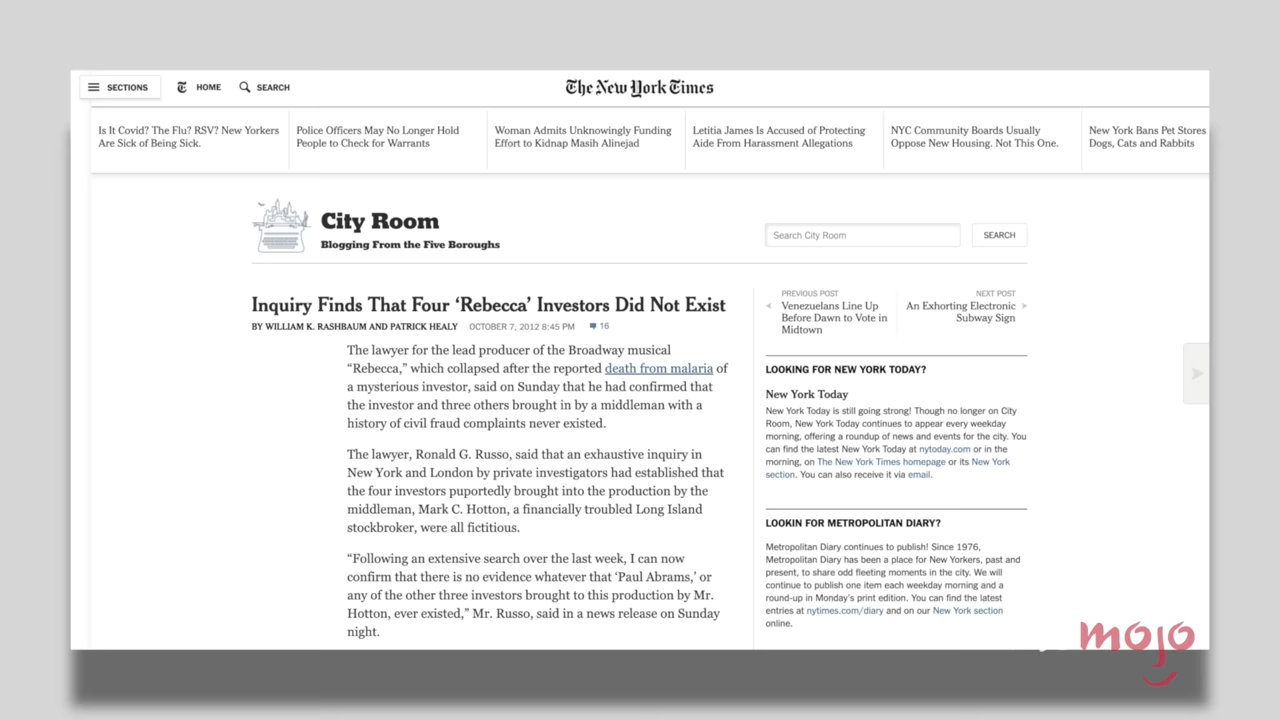 SECTIONS HOME SEARCH The New York Times
Is It Covid? The Flu? RSV? New Yorkers
Are Sick of Being Sick.
Police Officers May No Longer Hold
People to Check for Warrants
Woman Admits Unknowingly Funding
Effort to Kidnap Masih Alinejad
Letitia James Is Accused of Protecting
Aide From Harassment Allegations
NYC Community Boards Usually
Oppose New Housing. Not This One.
New York Bans Pet Stores
Dogs, Cats and Rabbits
City Room
Blogging From the Five Boroughs
Search City Room SEARCH
Inquiry Finds That Four ‘Rebecca’ Investors Did Not Exist
BY WILLIAM K. RASHBAUM AND PATRICK HEALY OCTOBER 7, 2012 8:45 PM 16
The lawyer for the lead producer of the Broadway musical
“Rebecca,” which collapsed after the reported death from malaria of
a mysterious investor, said on Sunday that he had confirmed that
the investor and three others brought in by a middleman with a
history of civil fraud complaints never existed.
The lawyer, Ronald G. Russo, said that an exhaustive inquiry in
New York and London by private investigators had established that
the four investors puportedly brought into the production by the
middleman, Mark C. Hotton, a financially troubled Long Island
stockbroker, were all fictitious.
“Following an extensive search over the last week, I can now
confirm that there is no evidence whatever that ‘Paul Abrams,’ or
any of the other three investors brought to this production by Mr.
Hotton, ever existed,” Mr. Russo, said in a news release on Sunday
night.
PREVIOUS POST
Venezuelans Line Up
Before Dawn to Vote in
Midtown
NEXT POST
An Exhorting Electronic
Subway Sign
LOOKING FOR NEW YORK TODAY?
New York Today
New York Today is still going strong! Though no longer on City
Room, New York Today continues to appear every weekday
morning, offering a roundup of news and events for the city. You
can find the latest New York Today at nytoday.com or in the
morning, on The New York Times homepage or its New York
section. You can also receive it via email.
LOOKIN FOR METROPOLITAN DIARY?
Metropolitan Diary continues to publish! Since 1976,
Metropolitan Diary has been a place for New Yorkers, past and
present, to share odd fleeting moments in the city. We will
continue to publish one item each weekday morning and a
round-up in Monday's print edition. You can find the latest
entries at nytimes.com/diary and on our New York section
online.
mojo